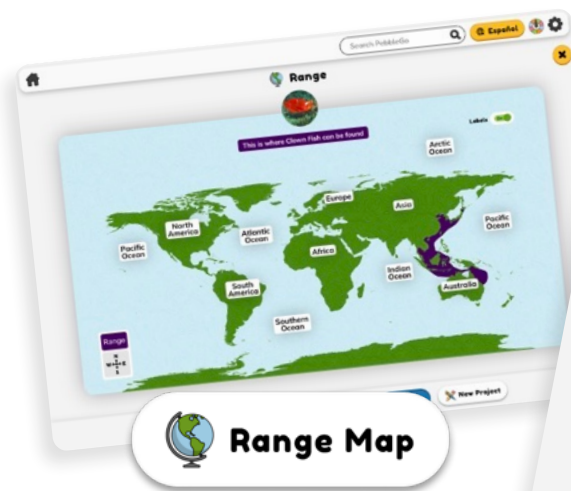 Search PebbleGo
Español
Range
This is where Clown Fish can be found
Labels
Arctic
Ocean
Europe
Asia
North
America
Atlantic
Ocean
Pacific
Ocean
Pacific
Ocean
Africa
Indian
Ocean
South
America
Australia
Southern
Ocean
Range
N
W E
S
New Project
Range Map